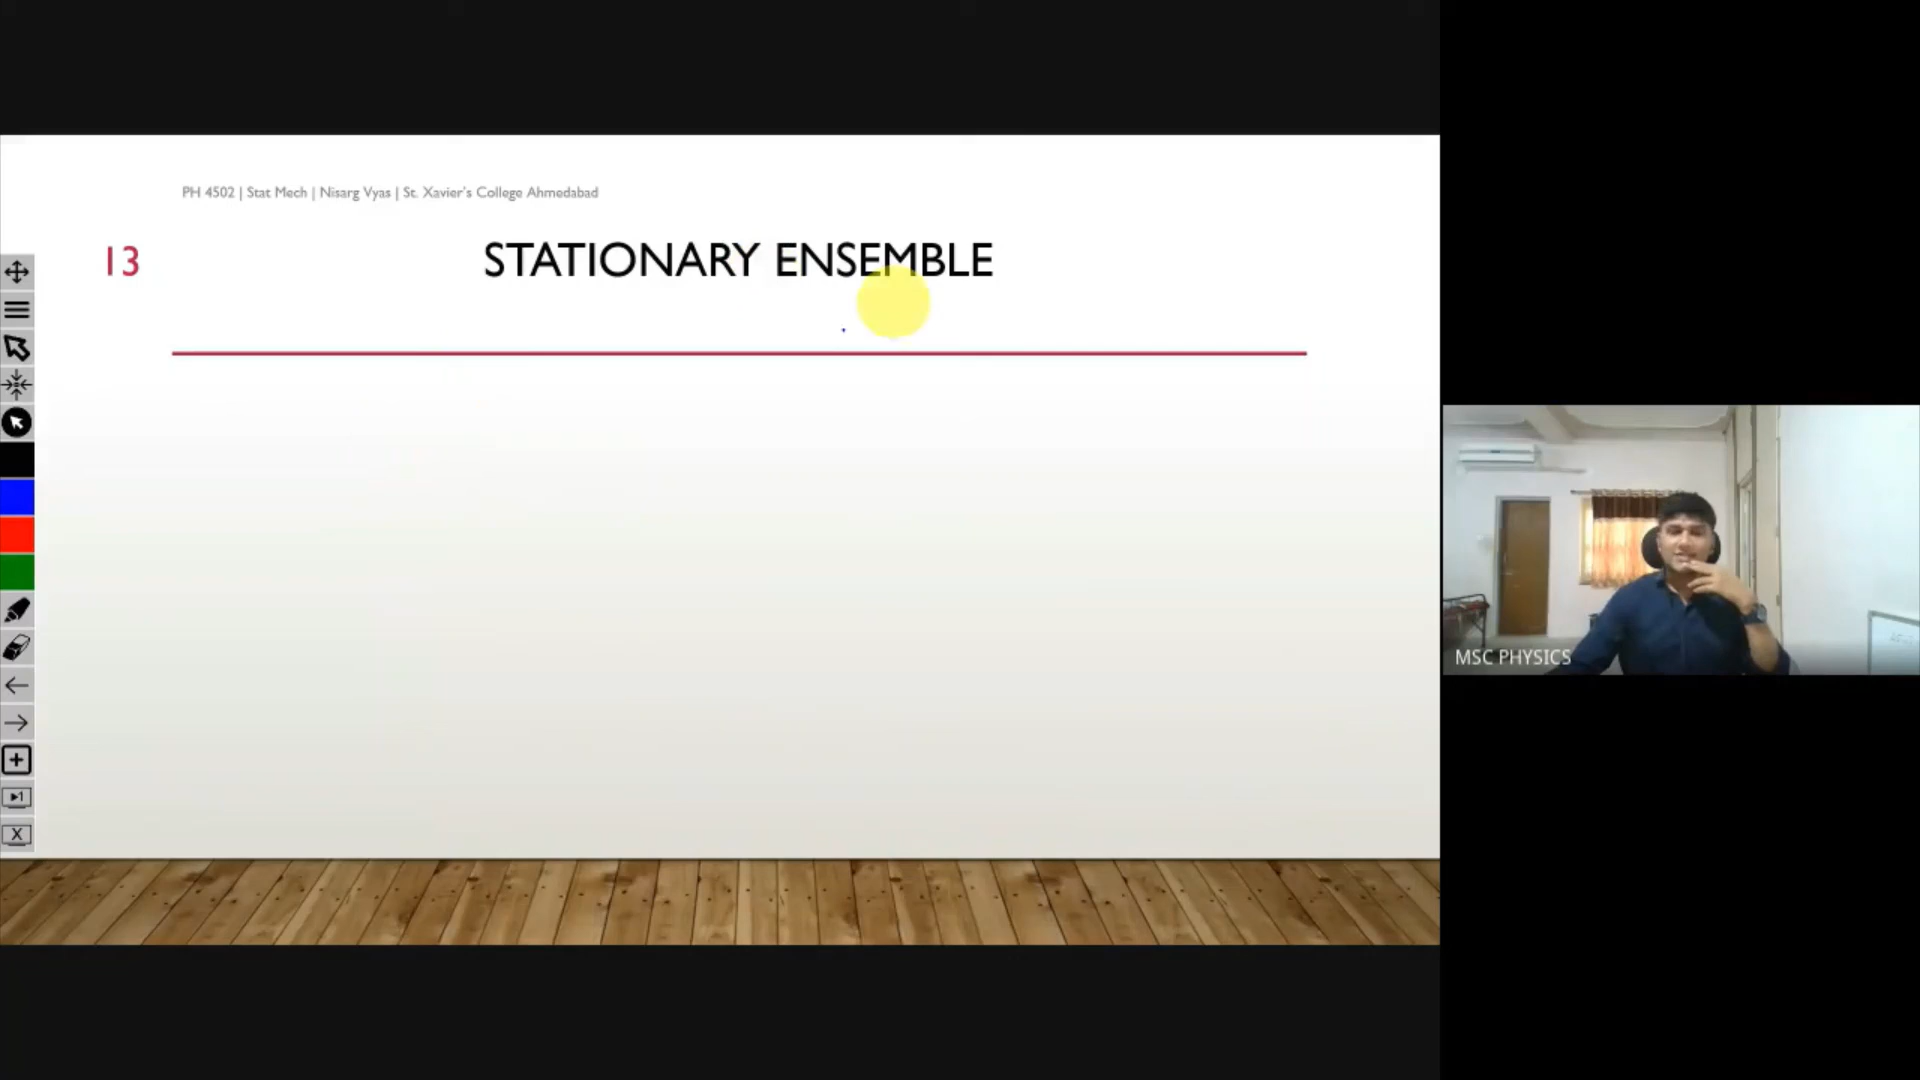 PH 4502 | Stat Mech | Nisarg Vyas | St. Xavier's College Ahmedabad
13
STATIONARY ENSEMBLE
MSC PHYSICS